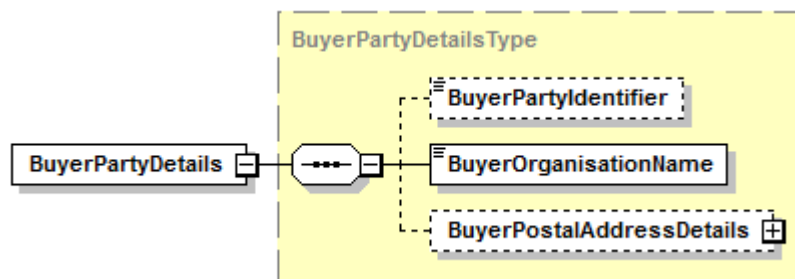 BuyerPartyDetailsType
BuyerPartyIdentifier
BuyerPartyDetails
BuyerOrganisationName
BuyerPostalAddressDetails